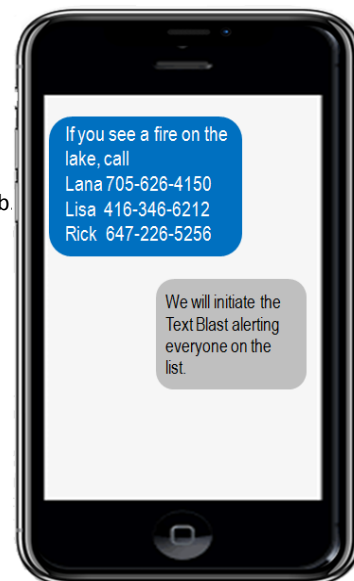 If you see a fire on the
lake, call
Lana 705-626-4150
b.
Lisa 416-346-6212
Rick 647-226-5256
We will initiate the
Text Blast alerting
everyone on the
list.